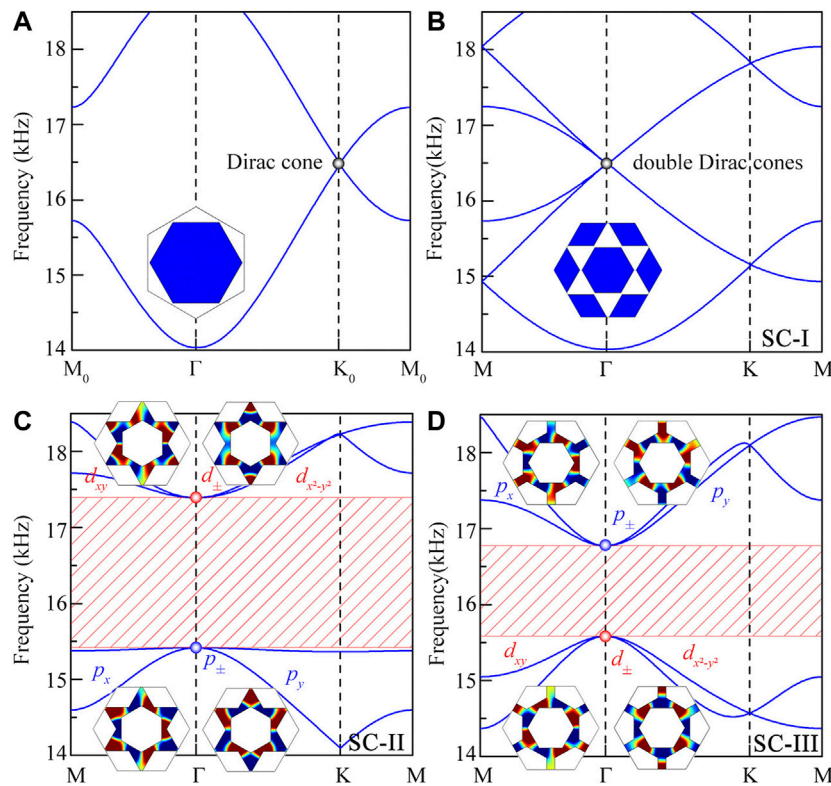 A
Frequency (kHz)
18
17
16
15
14
Dirac cone
M₀
Γ
K₀
M₀
B
Frequency(kHz)
18
17
16
15
14
double Dirac cones
SC-I
M
Γ
K
M
C
Frequency (kHz)
18
17
16
15
14
dxy
d±
dx²-y²
px
p±
py
SC-II
M
Γ
K
M
D
Frequency(kHz)
18
17
16
15
14
px
p±
py
dxy
d±
dx²-y²
SC-III
M
Γ
K
M